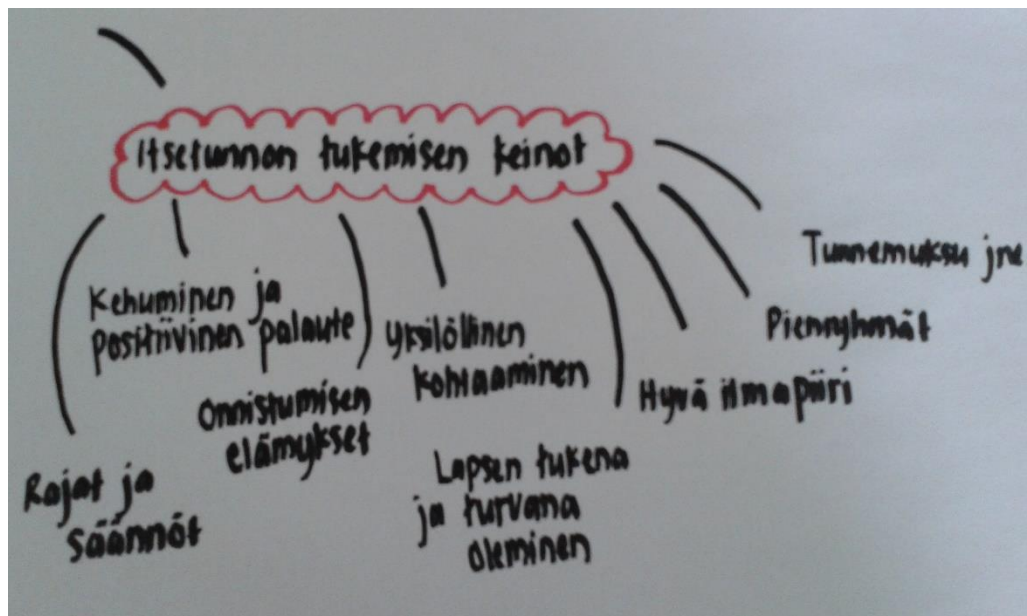 Itsetunnon tukemisen keinot
Kehuminen ja
positiivinen palaute
Onnistumisen
elämykset
Rajat ja
säännöt
Yksilöllinen
kohtaaminen
Lapsen tukena
ja turvana
oleminen
Hyvä ilmapiiri
Pienryhmät
Tunnemuksu jne